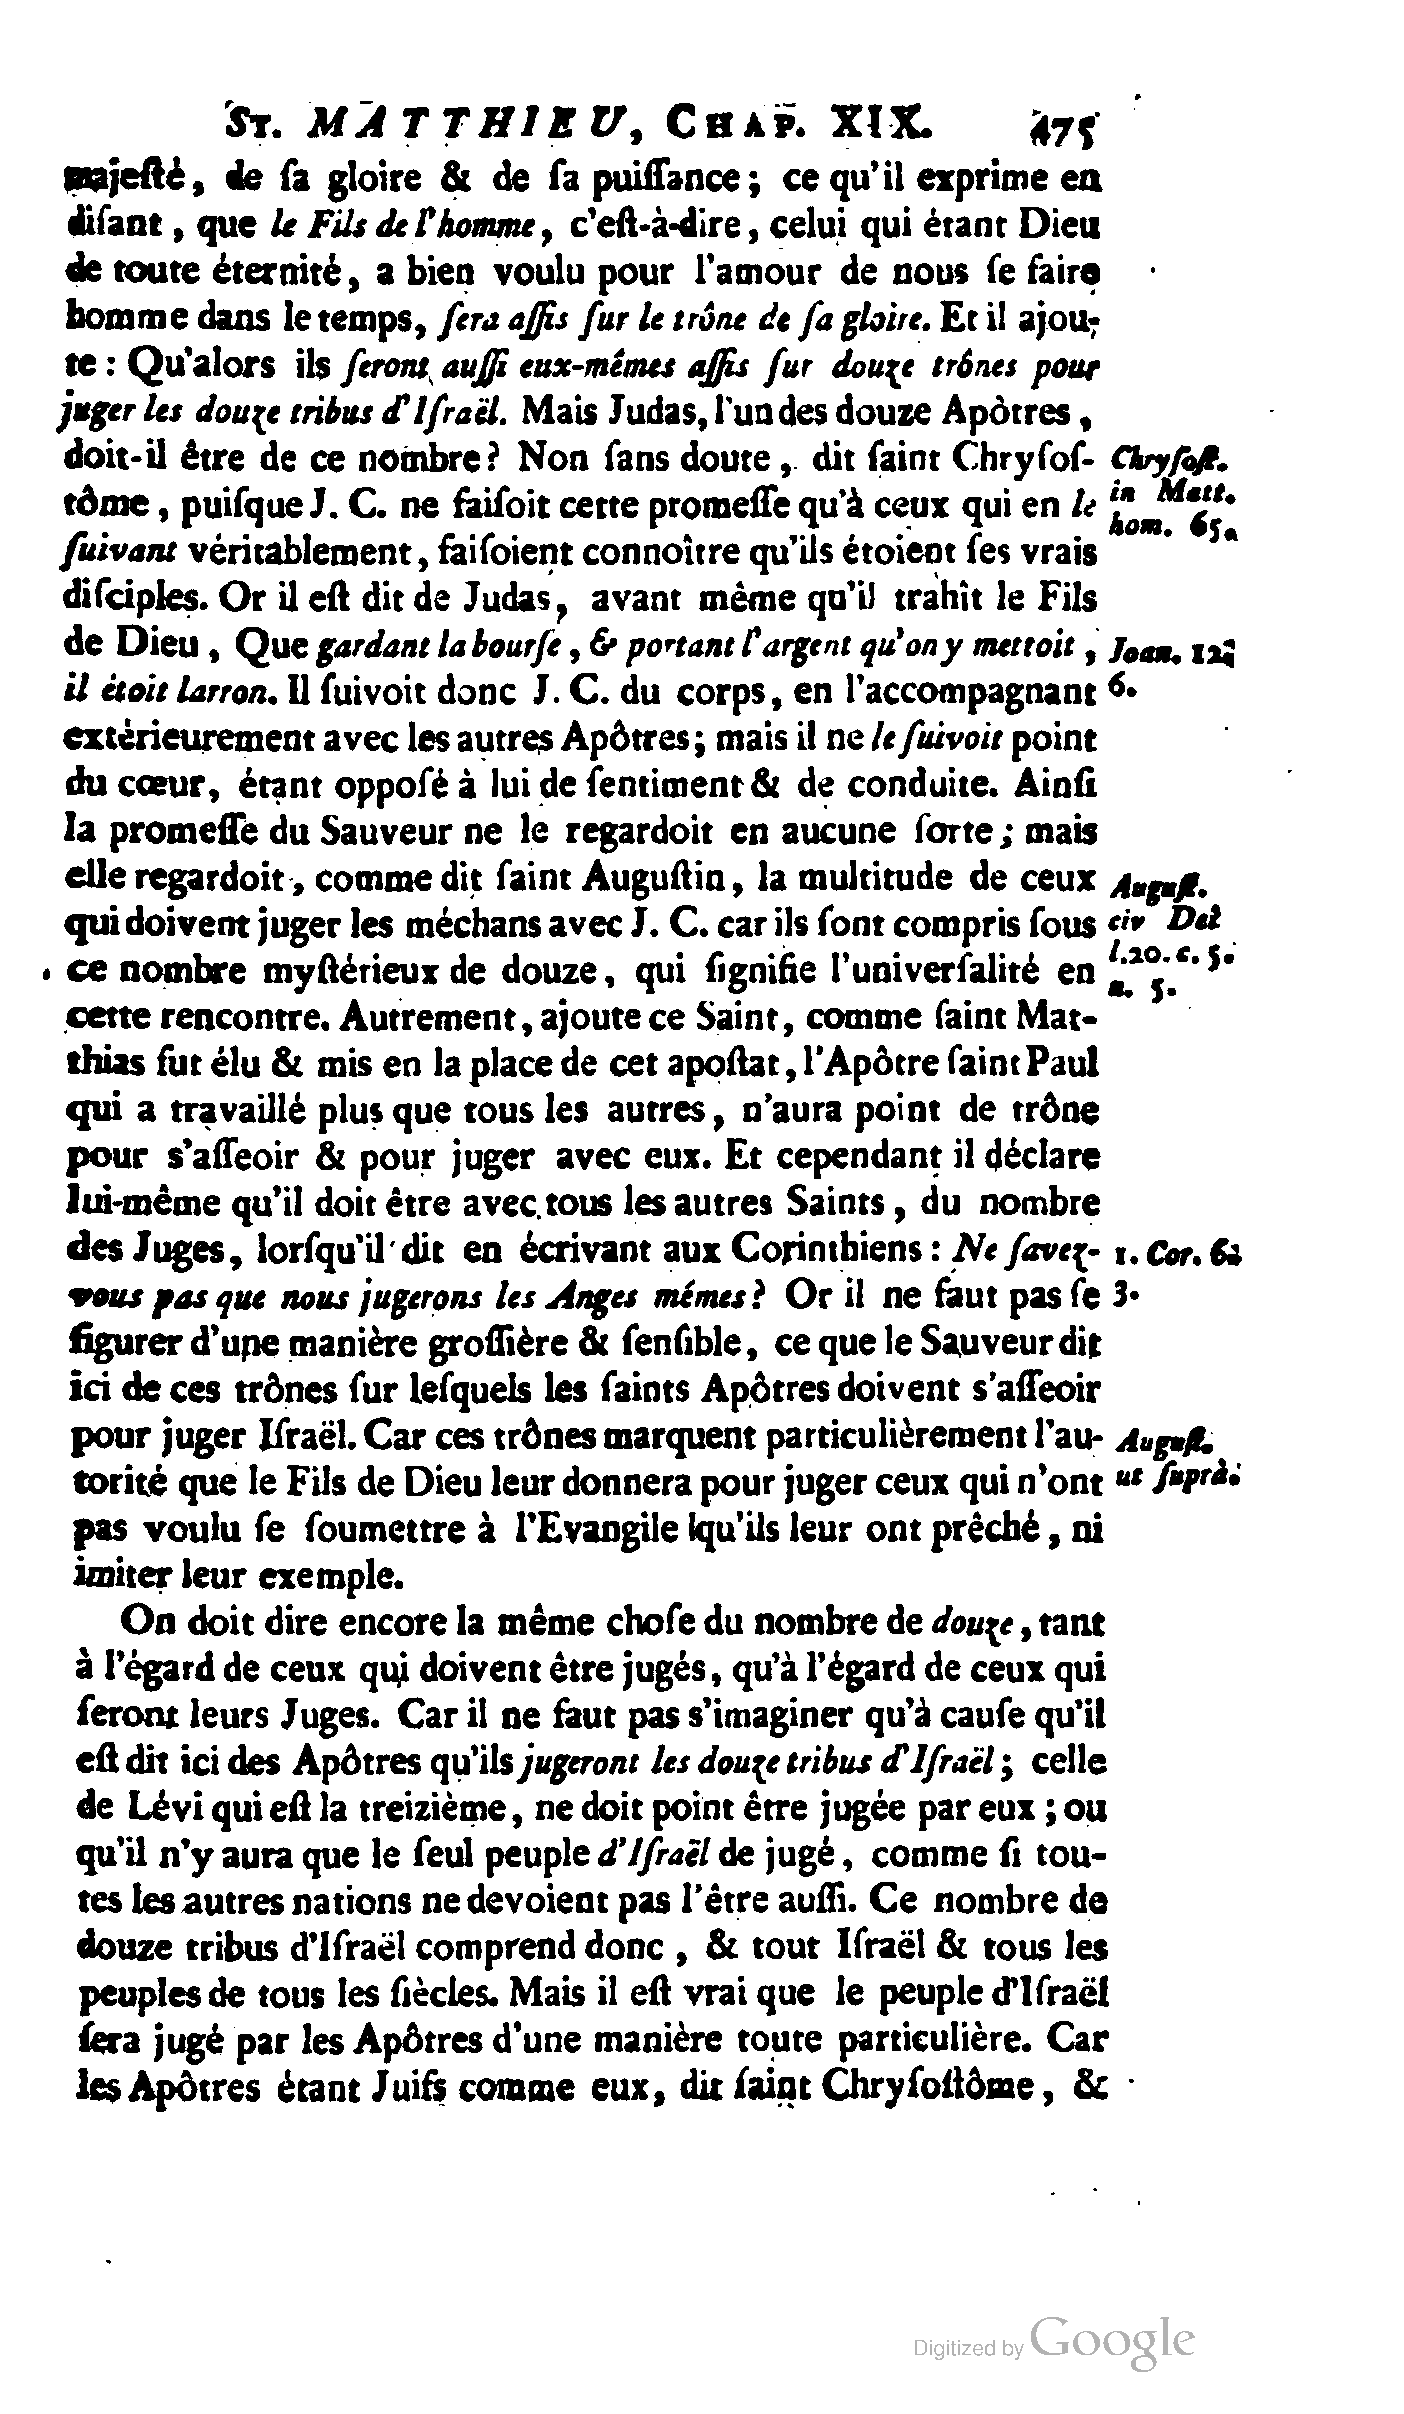 ST. MATTHIEU, CHAP. XIX. 475
majeſté, de ſa gloire & de ſa puiſſance; ce qu'il exprime en
diſant, que le Fils de l'homme, c'eſt-à-dire, celui qui étant Dieu
de toute éternité, a bien voulu pour l'amour de nous ſe faire
homme dans le temps, ſera aſſis ſur le trône de ſa gloire. Et il ajou-
te : Qu'alors ils ſeront auſſi eux-mêmes aſſis ſur douze trônes pour
juger les douze tribus d'Iſraël. Mais Judas, l'un des douze Apôtres,
doit-il être de ce nombre? Non ſans doute, dit ſaint Chryſoſ-
tôme, puiſque J. C. ne faiſoit cette promeſſe qu'à ceux qui en le
ſuivant véritablement, faiſoient connoître qu'ils étoient ſes vrais
diſciples. Or il eſt dit de Judas, avant même qu'il trahît le Fils
de Dieu, Que gardant la bourſe, & portant l'argent qu'on y mettoit,
il étoit larron. Il ſuivoit donc J. C. du corps, en l'accompagnant
extérieurement avec les autres Apôtres; mais il ne le ſuivoit point
du cœur, étant oppoſé à lui de ſentiment & de conduite. Ainſi
la promeſſe du Sauveur ne le regardoit en aucune ſorte; mais
elle regardoit, comme dit ſaint Auguſtin, la multitude de ceux
qui doivent juger les méchans avec J. C. car ils ſont compris ſous
ce nombre myſtérieux de douze, qui ſignifie l'univerſalité en
cette rencontre. Autrement, ajoute ce Saint, comme ſaint Mat-
thias fut élu & mis en la place de cet apoſtat, l'Apôtre ſaint Paul
qui a travaillé plus que tous les autres, n'aura point de trône
pour s'aſſeoir & pour juger avec eux. Et cependant il déclare
lui-même qu'il doit être avec tous les autres Saints, du nombre
des Juges, lorſqu'il dit en écrivant aux Corinthiens : Ne ſavez-
vous pas que nous jugerons les Anges mêmes? Or il ne faut pas ſe
figurer d'une manière groſſière & ſenſible, ce que le Sauveur dit
ici de ces trônes ſur leſquels les ſaints Apôtres doivent s'aſſeoir
pour juger Iſraël. Car ces trônes marquent particulièrement l'au-
torité que le Fils de Dieu leur donnera pour juger ceux qui n'ont
pas voulu ſe ſoumettre à l'Evangile qu'ils leur ont prêché, ni
imiter leur exemple.
On doit dire encore la même choſe du nombre de douze, tant
à l'égard de ceux qui doivent être jugés, qu'à l'égard de ceux qui
ſeront leurs Juges. Car il ne faut pas s'imaginer qu'à cauſe qu'il
eſt dit ici des Apôtres qu'ils jugeront les douze tribus d'Iſraël; celle
de Lévi qui eſt la treizième, ne doit point être jugée par eux; ou
qu'il n'y aura que le ſeul peuple d'Iſraël de jugé, comme ſi tou-
tes les autres nations ne devoient pas l'être auſſi. Ce nombre de
douze tribus d'Iſraël comprend donc, & tout Iſraël & tous les
peuples de tous les ſiècles. Mais il eſt vrai que le peuple d'Iſraël
ſera jugé par les Apôtres d'une manière toute particulière. Car
les Apôtres étant Juifs comme eux, dit ſaint Chryſoſtôme, &
Chryſoſt.
in Matt.
hom. 65.
Joan. 12.
6.
Auguſt.
civ Dei
l.20. c. 5.
n. 5.
1. Cor. 6.
3.
Auguſt.
ut ſuprà.
Digitized by Google